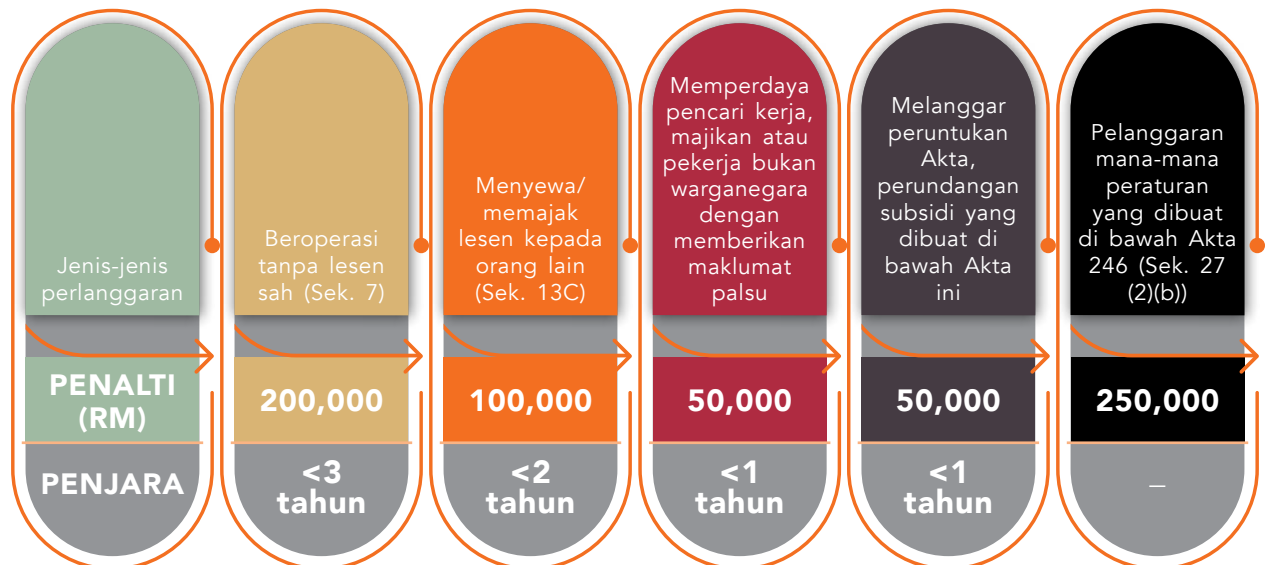 Jenis-jenis
perlanggaran
Beroperasi
tanpa lesen
sah (Sek. 7)
Menyewa/
memajak
lesen kepada
orang lain
(Sek. 13C)
Memperdaya
pencari kerja,
majikan atau
pekerja bukan
warganegara
dengan
memberikan
maklumat
palsu
Melanggar
peruntukan
Akta,
perundangan
subsidi yang
dibuat di
bawah Akta
ini
Pelanggaran
mana-mana
peraturan
yang dibuat
di bawah Akta
246 (Sek. 27
(2)(b))
PENALTI
(RM)
200,000
100,000
50,000
50,000
250,000
PENJARA
<3
tahun
<2
tahun
<1
tahun
<1
tahun
–